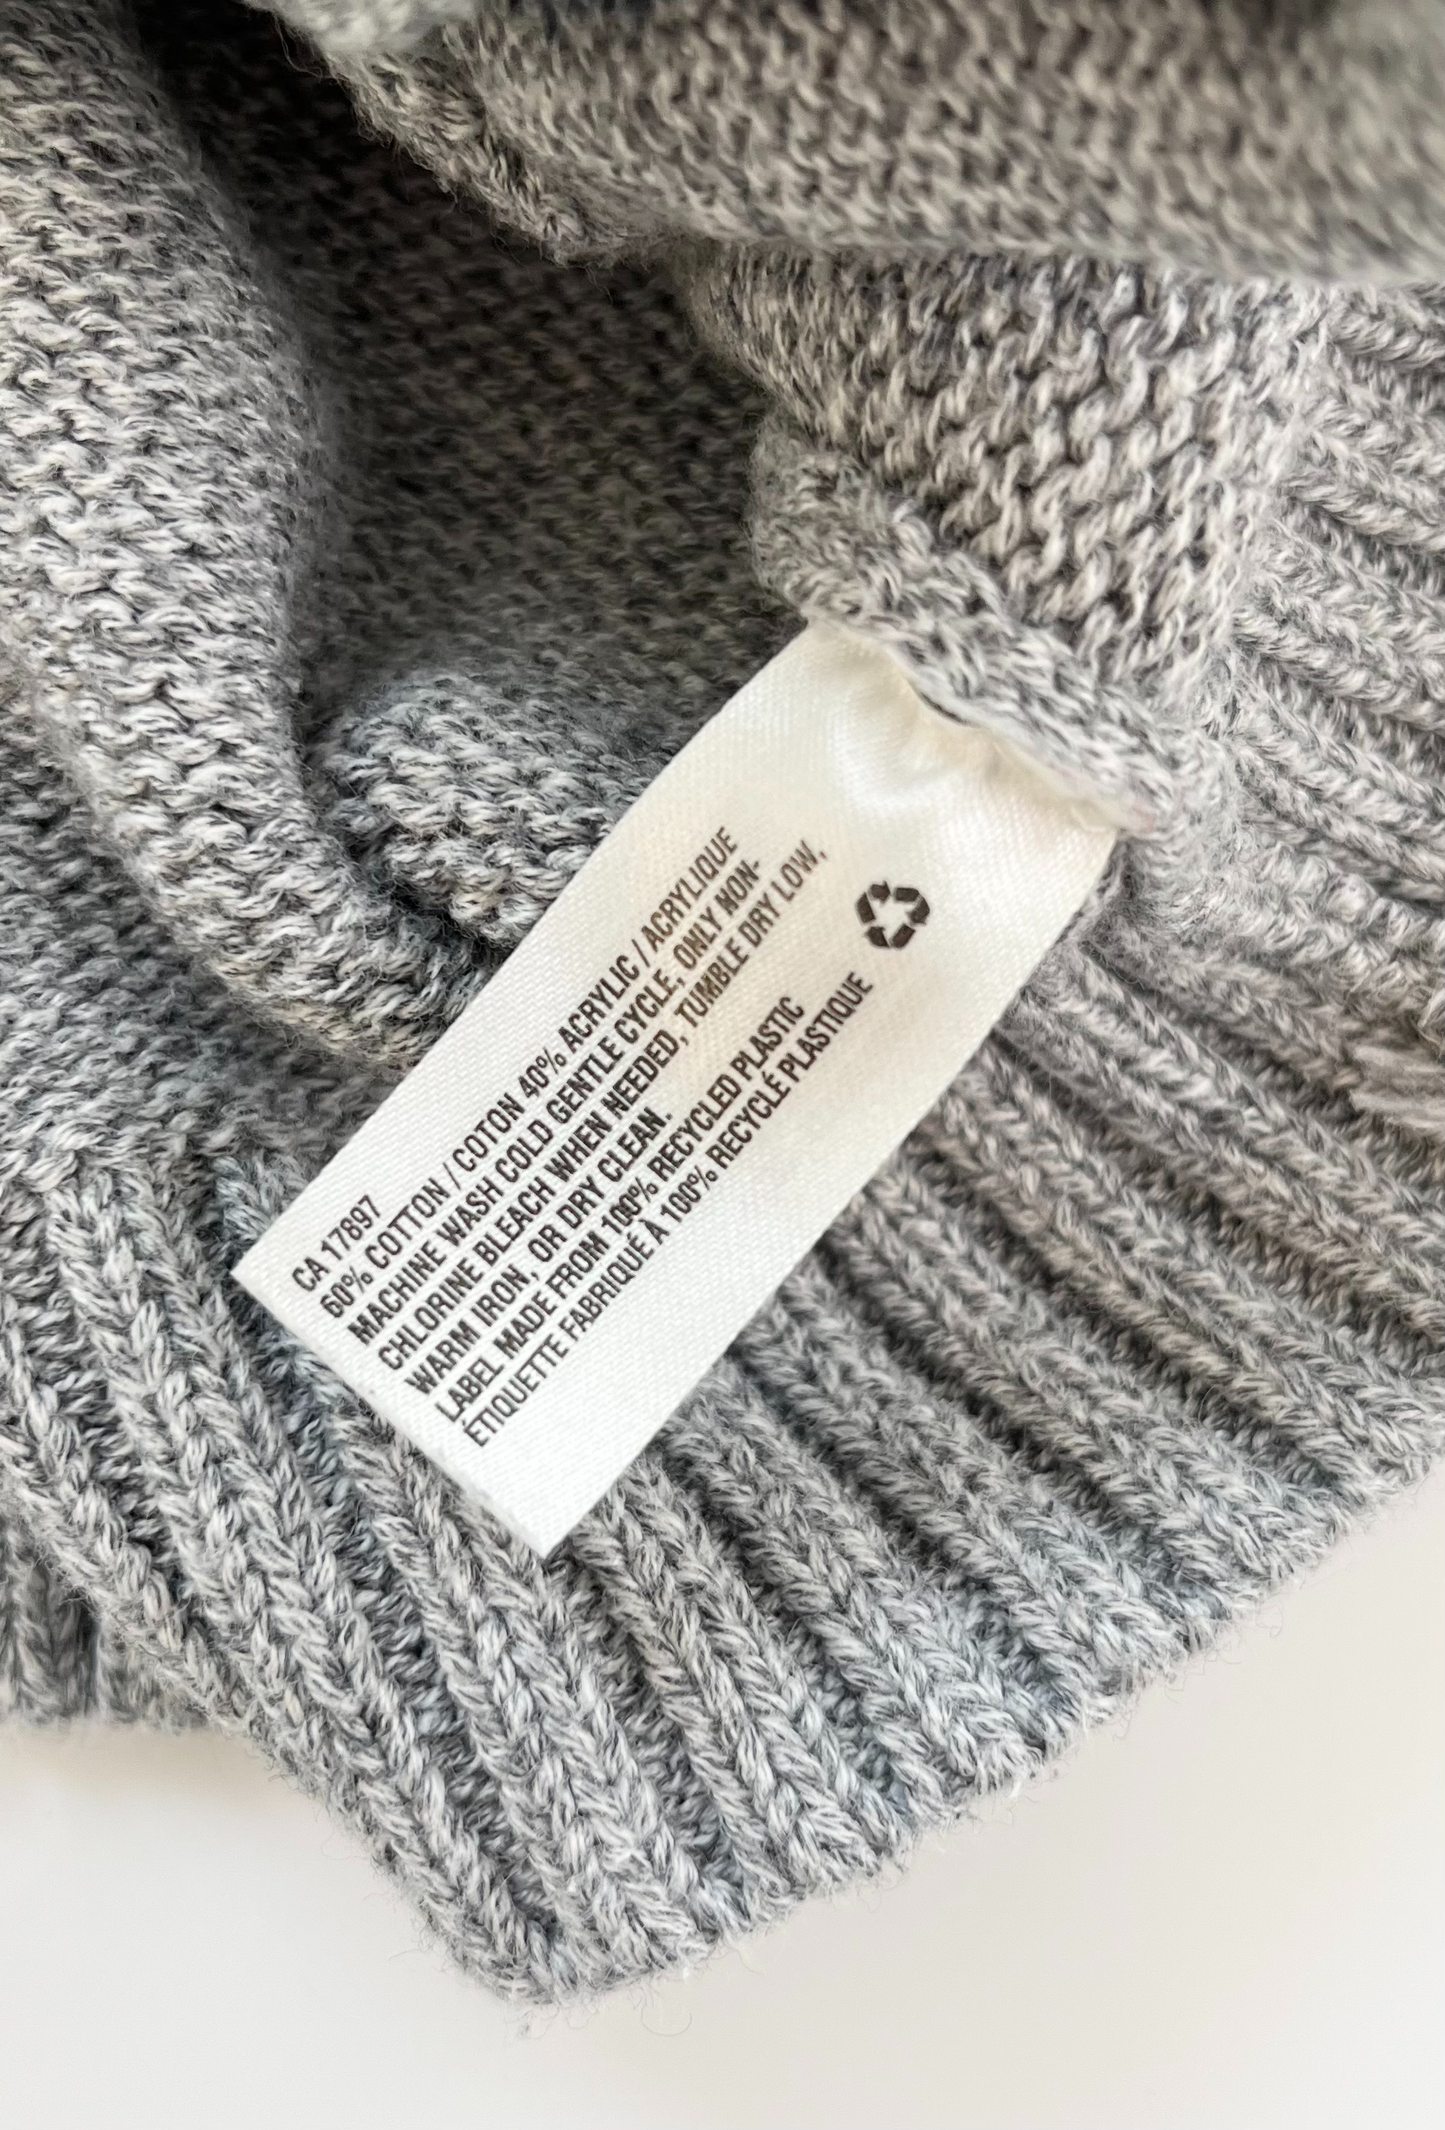 CA 17897
60% COTTON / COTON 40% ACRYLIC / ACRYLIQUE
MACHINE WASH COLD GENTLE CYCLE, ONLY NON-
CHLORINE BLEACH WHEN NEEDED, TUMBLE DRY LOW,
WARM IRON, OR DRY CLEAN.
LABEL MADE FROM 100% RECYCLED PLASTIC
ÉTIQUETTE FABRIQUÉ À 100% RECYCLÉ PLASTIQUE